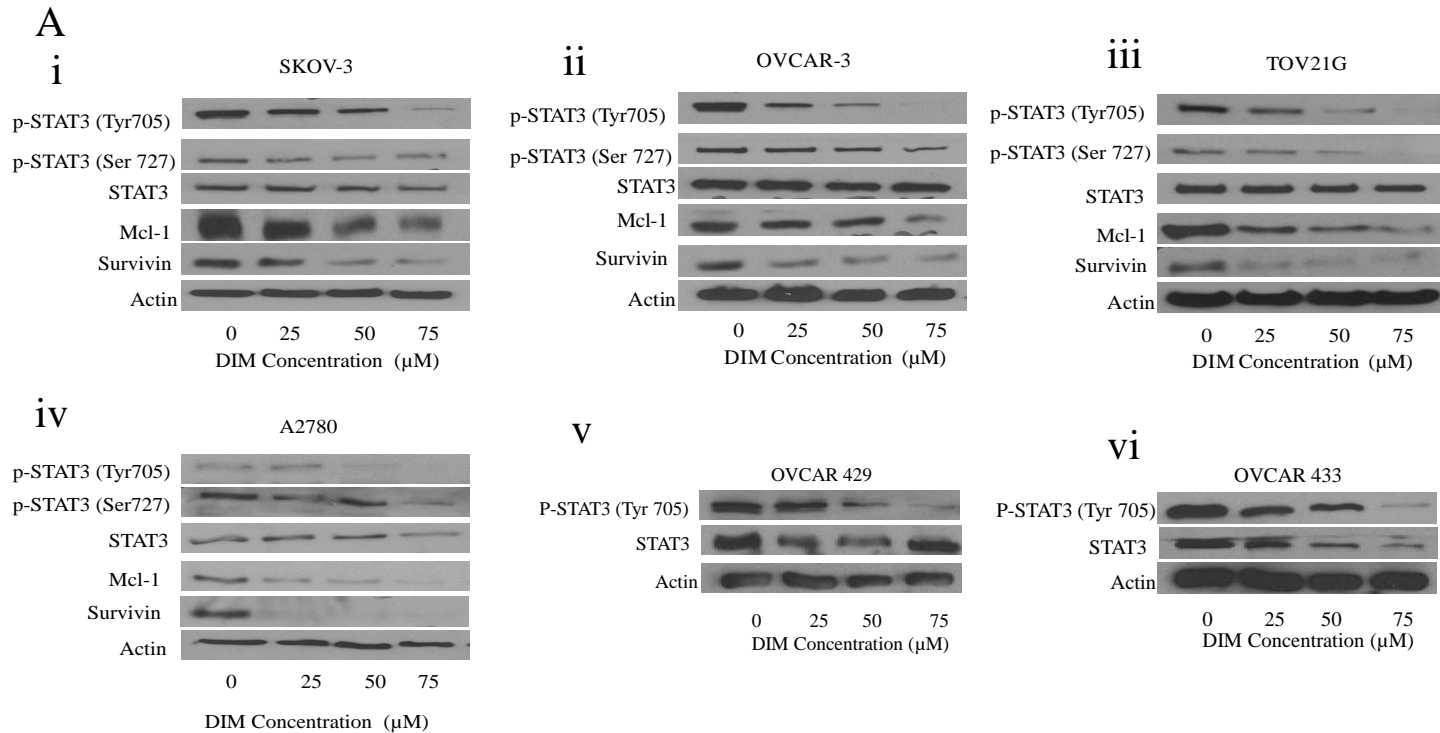 A
i
SKOV-3
p-STAT3 (Tyr705)
p-STAT3 (Ser 727)
STAT3
Mcl-1
Survivin
Actin
0 25 50 75
DIM Concentration (µM)
ii
OVCAR-3
p-STAT3 (Tyr705)
p-STAT3 (Ser 727)
STAT3
Mcl-1
Survivin
Actin
0 25 50 75
DIM Concentration (µM)
iii
TOV21G
p-STAT3 (Tyr705)
p-STAT3 (Ser 727)
STAT3
Mcl-1
Survivin
Actin
0 25 50 75
DIM Concentration (µM)
iv
A2780
p-STAT3 (Tyr705)
p-STAT3 (Ser727)
STAT3
Mcl-1
Survivin
Actin
0 25 50 75
DIM Concentration (µM)
v
OVCAR 429
P-STAT3 (Tyr 705)
STAT3
Actin
0 25 50 75
DIM Concentration (µM)
vi
OVCAR 433
P-STAT3 (Tyr 705)
STAT3
Actin
0 25 50 75
DIM Concentration (µM)